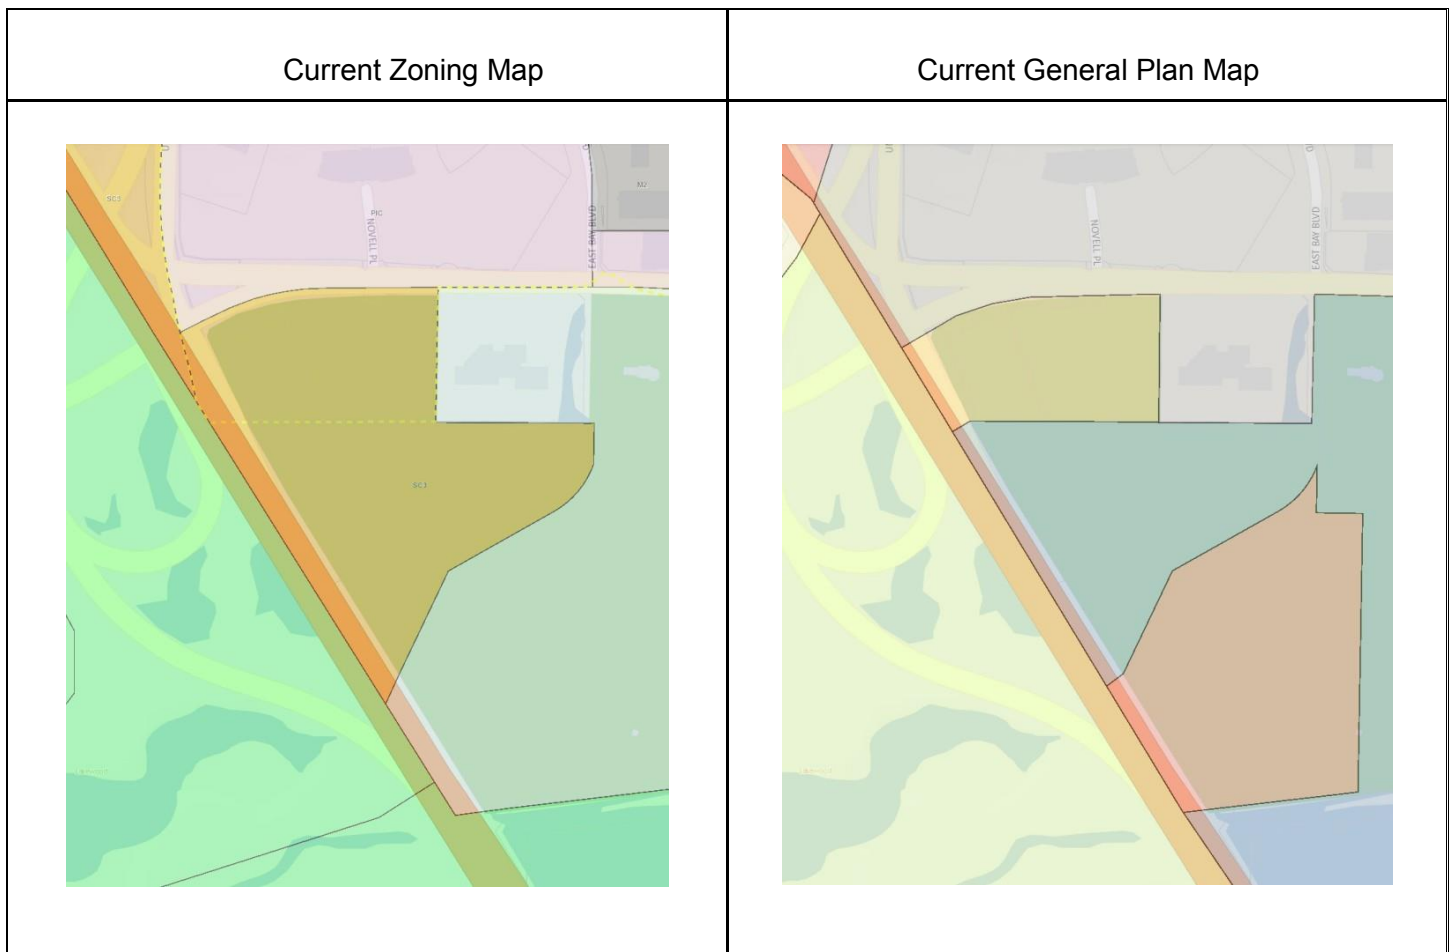 Current Zoning Map
Current General Plan Map
SC3
PIC
NOVELL PL
EAST BAY BLVD
M2
SC3
NOVELL PL
EAST BAY BLVD